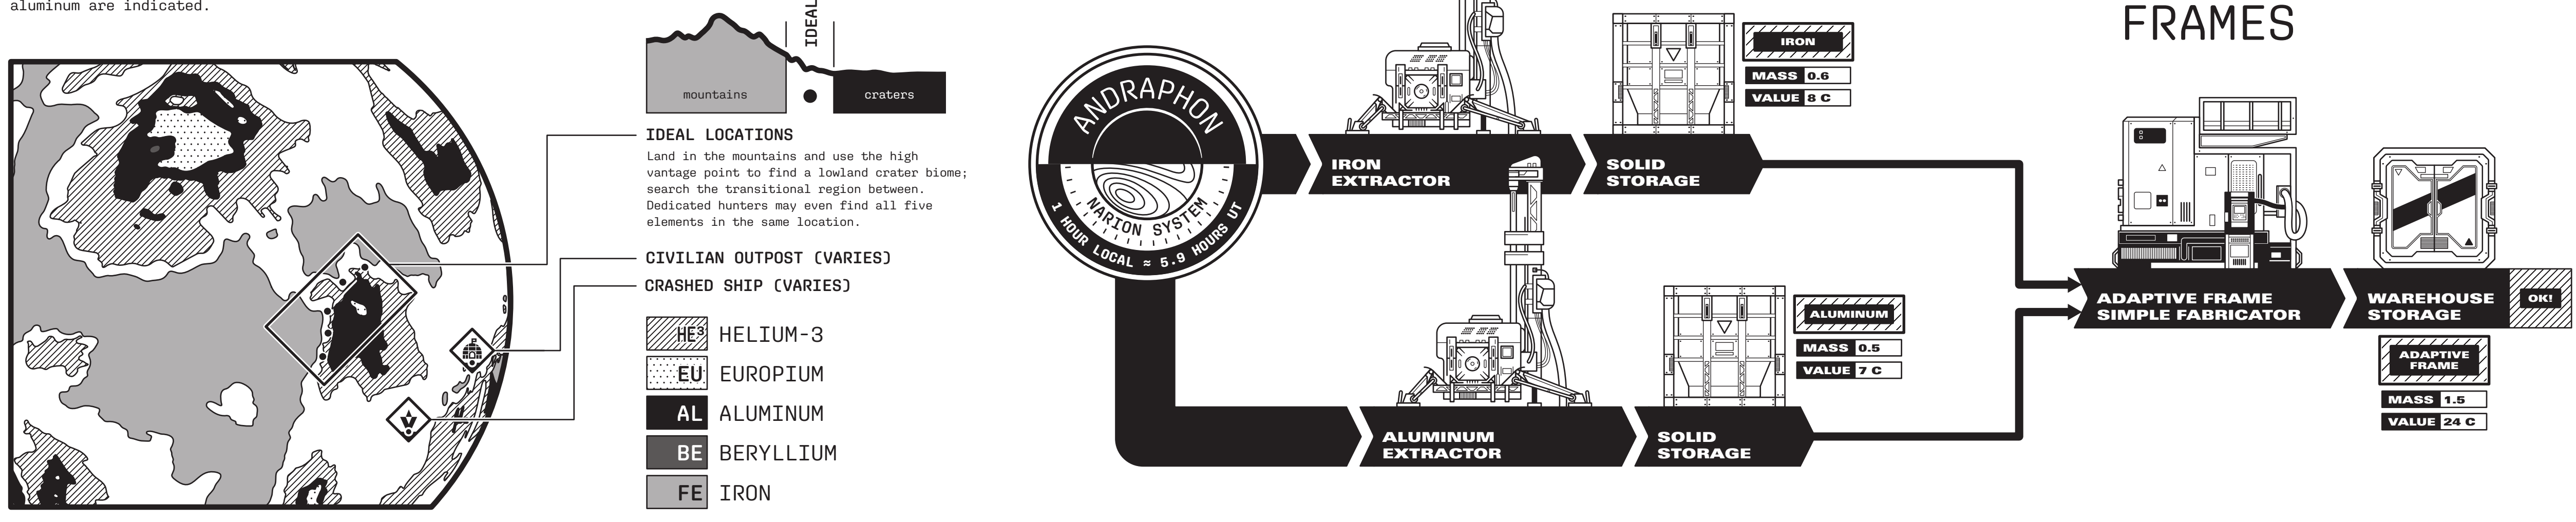 aluminum are indicated.
IDEAL
mountains
craters
IDEAL LOCATIONS
Land in the mountains and use the high
vantage point to find a lowland crater biome;
search the transitional region between.
Dedicated hunters may even find all five
elements in the same location.
CIVILIAN OUTPOST (VARIES)
CRASHED SHIP (VARIES)
HE³ HELIUM-3
EU EUROPIUM
AL ALUMINUM
BE BERYLLIUM
FE IRON
ANDRAPHON
NARION SYSTEM
1 HOUR LOCAL ≈ 5.9 HOURS UT
IRON
EXTRACTOR
SOLID
STORAGE
IRON
MASS 0.6
VALUE 8 C
ALUMINUM
EXTRACTOR
SOLID
STORAGE
ALUMINUM
MASS 0.5
VALUE 7 C
FRAMES
ADAPTIVE FRAME
SIMPLE FABRICATOR
WAREHOUSE
STORAGE
OK!
ADAPTIVE
FRAME
MASS 1.5
VALUE 24 C